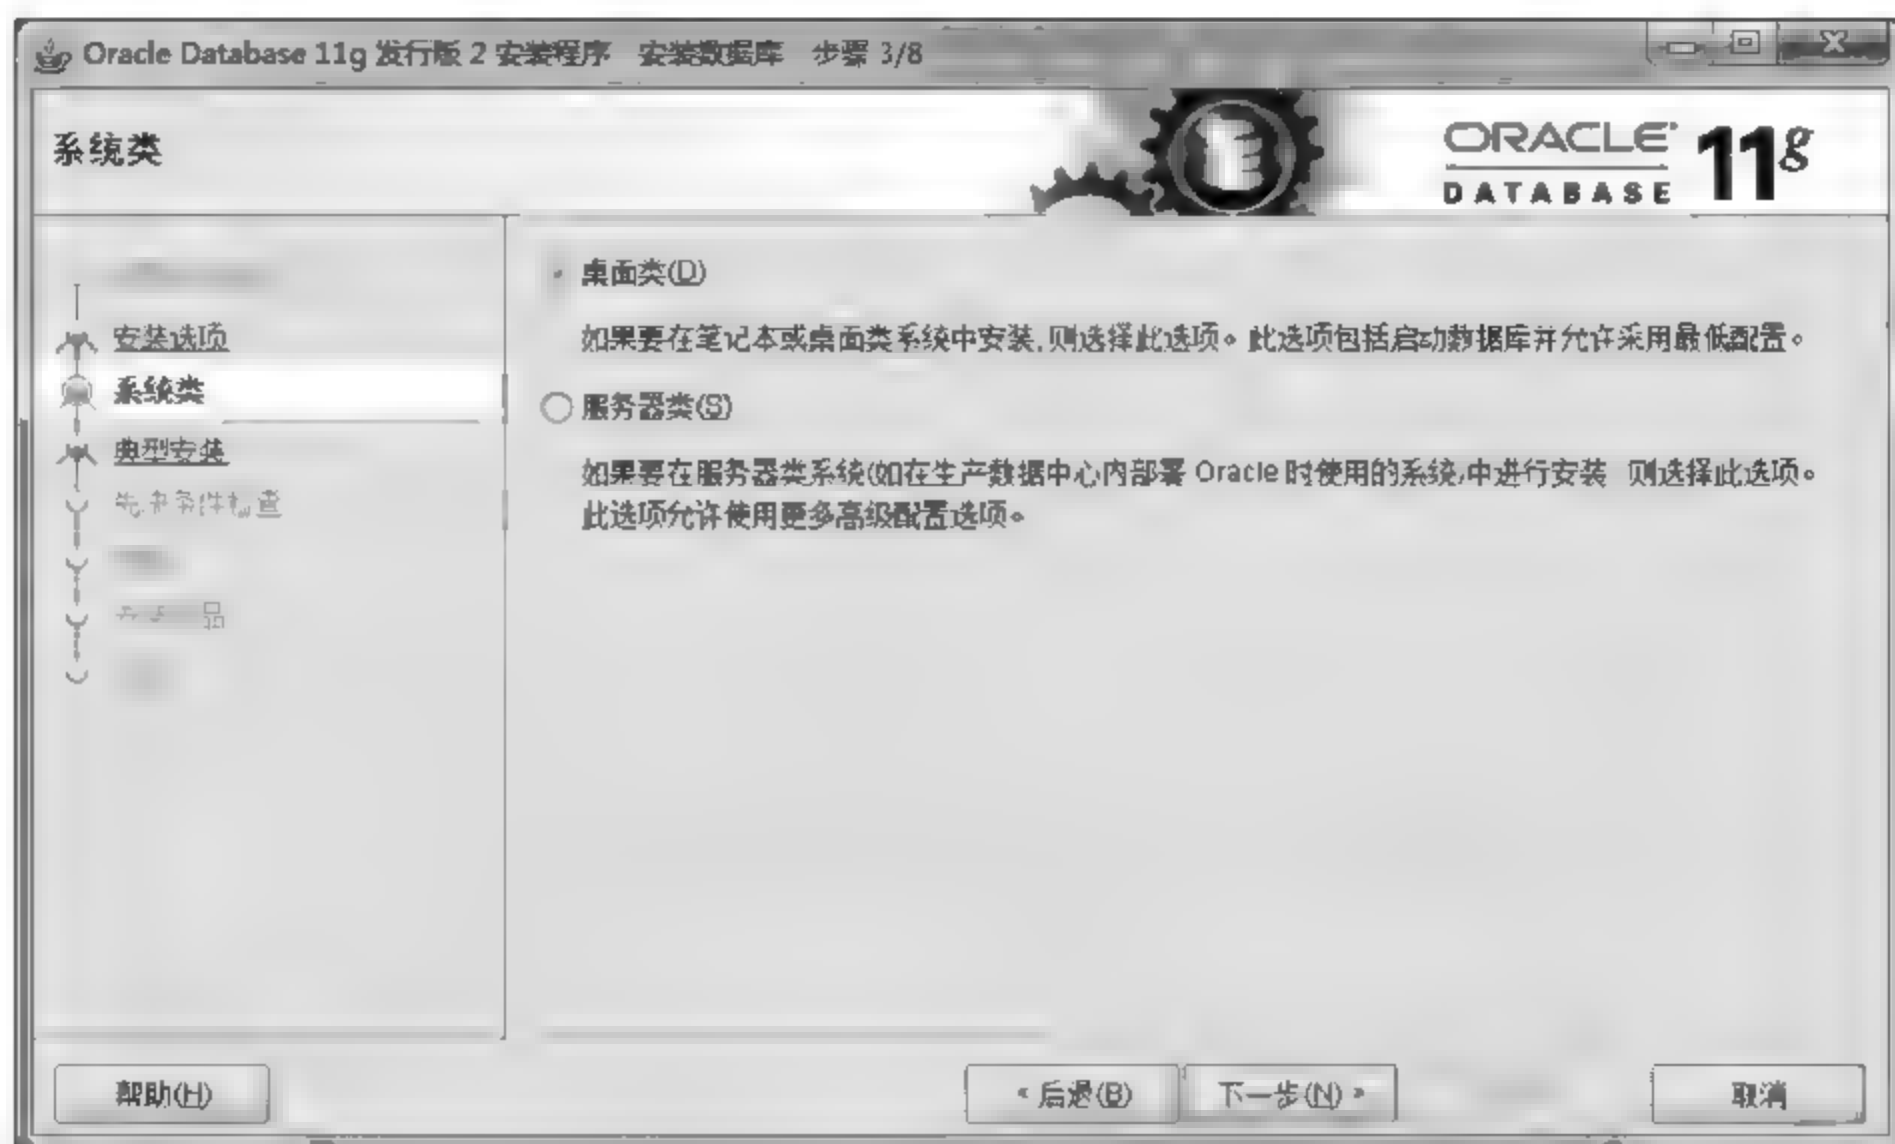 Oracle Database 11g 发行版 2 安装程序 安装数据库 步骤 3/8
系统类
ORACLE 11g
DATABASE
安装选项
系统类
典型安装
先决条件检查
桌面类(D)
如果要在笔记本或桌面类系统中安装,则选择此选项。此选项包括启动数据库并允许采用最低配置。
服务器类(S)
如果要在服务器类系统(如在生产数据中心内部署 Oracle 时使用的系统)中进行安装 则选择此选项。
此选项允许使用更多高级配置选项。
帮助(H)
< 后退(B)
下一步(N) >
取消